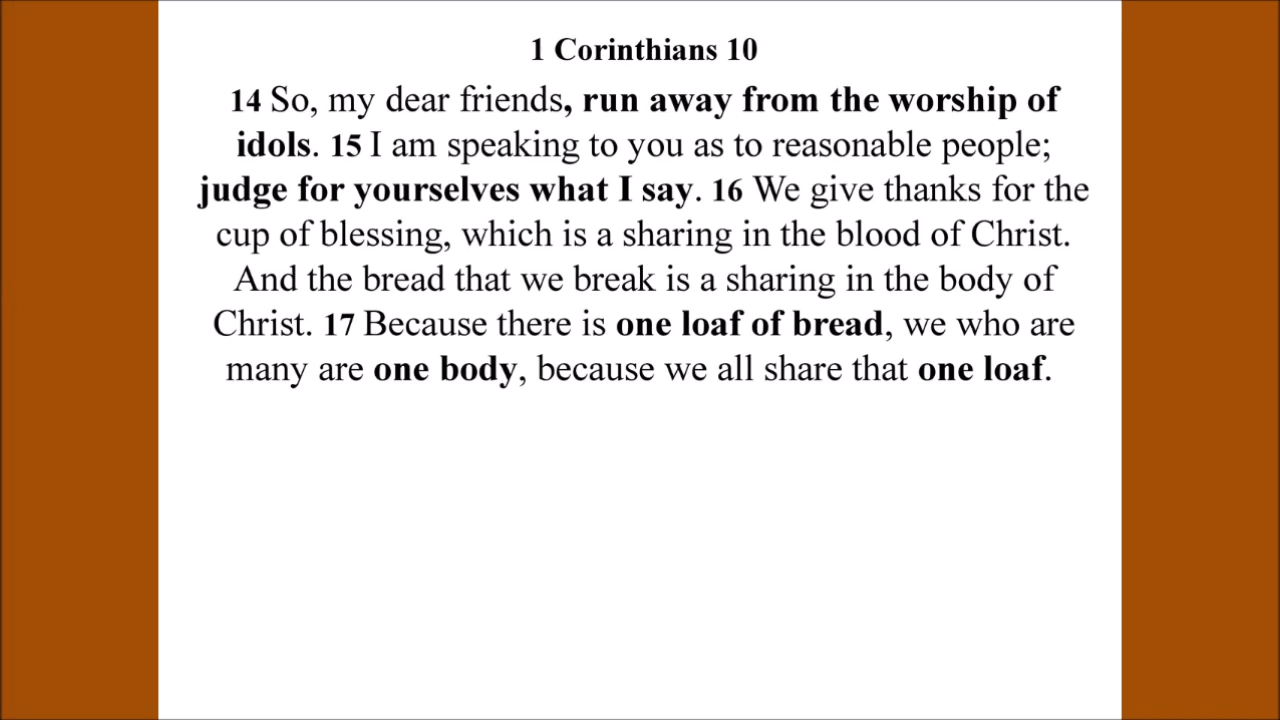 1 Corinthians 10
14 So, my dear friends, run away from the worship of
idols. 15 I am speaking to you as to reasonable people;
judge for yourselves what I say. 16 We give thanks for the
cup of blessing, which is a sharing in the blood of Christ.
And the bread that we break is a sharing in the body of
Christ. 17 Because there is one loaf of bread, we who are
many are one body, because we all share that one loaf.